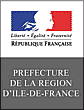 Liberté • Égalité • Fraternité
RÉPUBLIQUE FRANÇAISE
PREFECTURE
DE LA REGION
D'ILE-DE-FRANCE